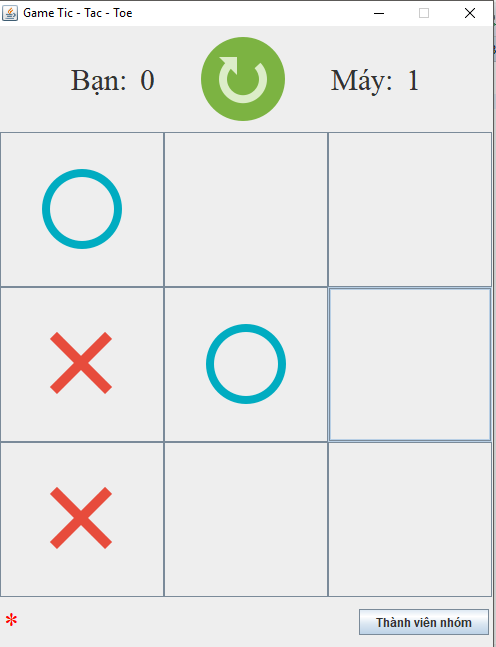 Game Tic - Tac - Toe
Bạn: 0
Máy: 1
*
Thành viên nhóm